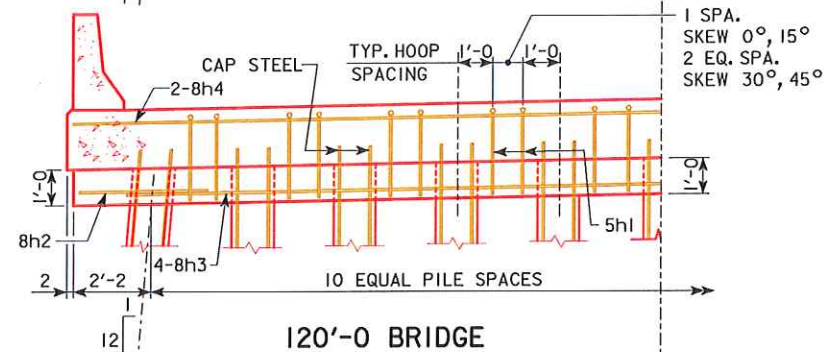 1 SPA.
SKEW 0°, 15°
2 EQ. SPA.
SKEW 30°, 45°
TYP. HOOP
SPACING
1'-0
1'-0
CAP STEEL
2-8h4
1'-0
1'-0
8h2
4-8h3
5h1
2
2'-2
10 EQUAL PILE SPACES
1
12
120'-0 BRIDGE